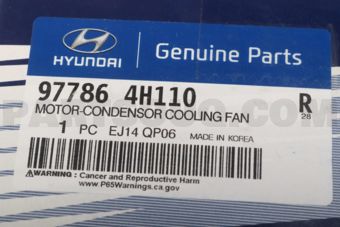 HYUNDAI
Genuine Parts
97786 4H110
MOTOR-CONDENSOR COOLING FAN
R
28
1 PC EJ14 QP06 MADE IN KOREA
WARNING : Cancer and Reproductive Harm
www.P65Warnings.ca.gov